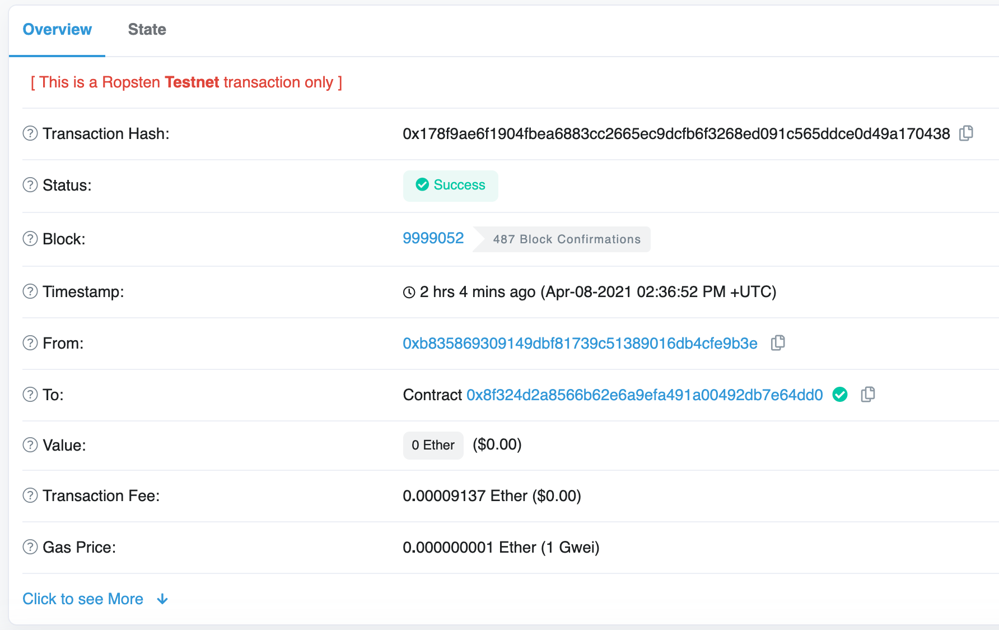 Overview State
[ This is a Ropsten Testnet transaction only ]
Transaction Hash: 0x178f9ae6f1904fbea6883cc2665ec9dcfb6f3268ed091c565ddce0d49a170438
Status: Success
Block: 9999052 487 Block Confirmations
Timestamp: 2 hrs 4 mins ago (Apr-08-2021 02:36:52 PM +UTC)
From: 0xb835869309149dbf81739c51389016db4cfe9b3e
To: Contract 0x8f324d2a8566b62e6a9efa491a00492db7e64dd0
Value: 0 Ether ($0.00)
Transaction Fee: 0.00009137 Ether ($0.00)
Gas Price: 0.000000001 Ether (1 Gwei)
Click to see More